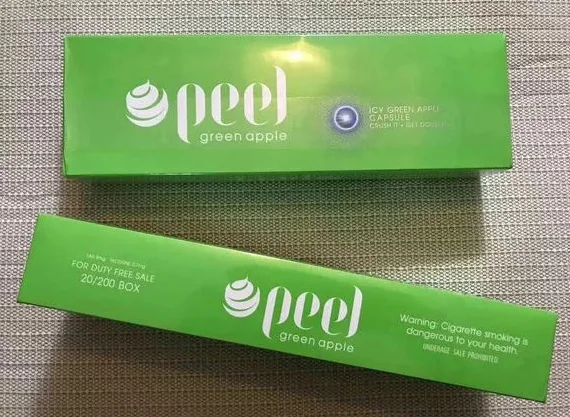 peel
green apple
ICY GREEN APPLE
CAPSULE
CRUSH IT
FOR DUTY FREE SALE
20/200 BOX
peel
green apple
Warning: Cigarette smoking is
dangerous to your health.
UNDERAGE SALE PROHIBITED